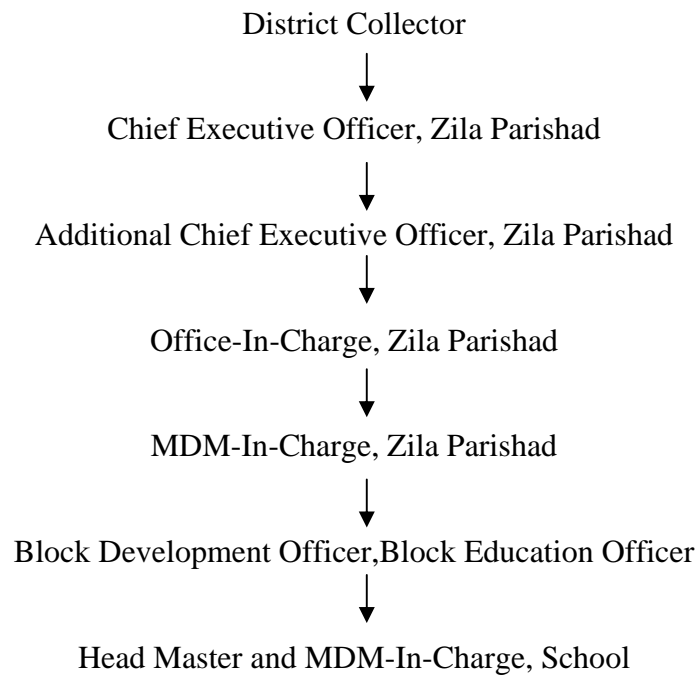 District Collector
Chief Executive Officer, Zila Parishad
Additional Chief Executive Officer, Zila Parishad
Office-In-Charge, Zila Parishad
MDM-In-Charge, Zila Parishad
Block Development Officer,Block Education Officer
Head Master and MDM-In-Charge, School